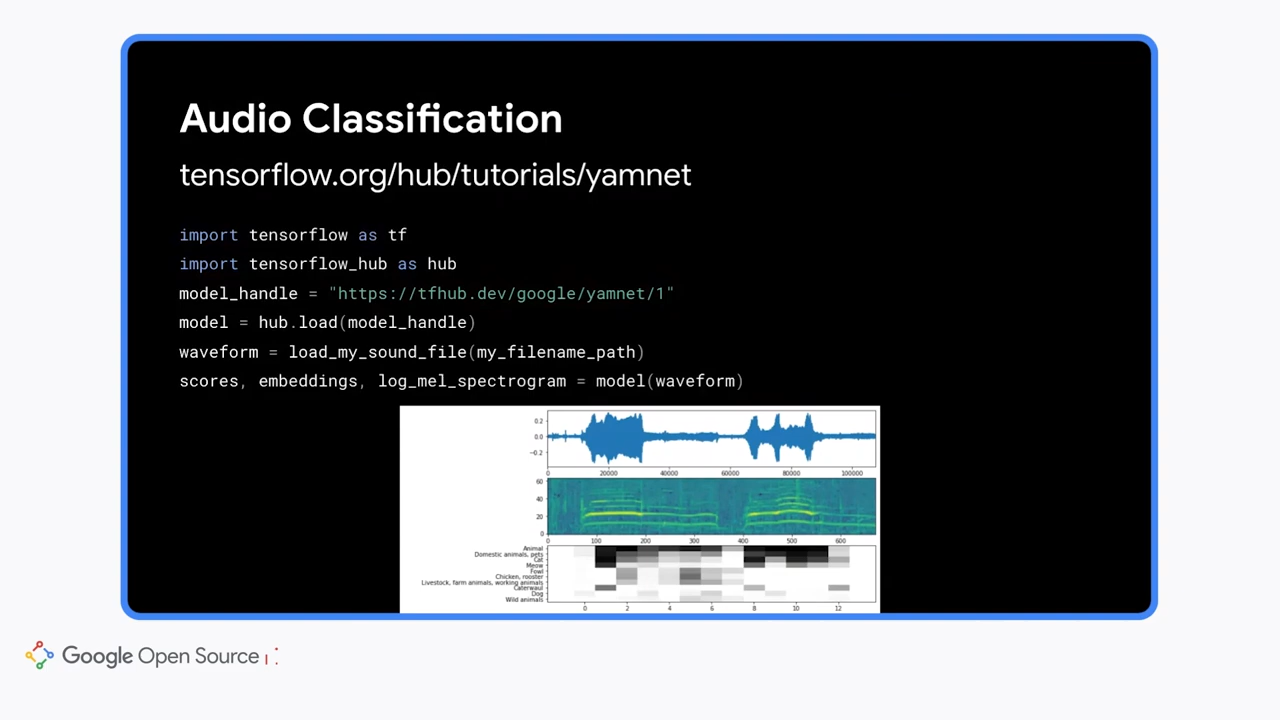 Audio Classification
tensorflow.org/hub/tutorials/yamnet
import tensorflow as tf
import tensorflow_hub as hub
model_handle = "https://tfhub.dev/google/yamnet/1"
model = hub.load(model_handle)
waveform = load_my_sound_file(my_filename_path)
scores, embeddings, log_mel_spectrogram = model(waveform)
0.2
0.0
−0.2
0 20000 40000 60000 80000 100000
60
40
20
0
0 100 200 300 400 500 600
Animal
Domestic animals, pets
Cat
Meow
Fowl
Chicken, rooster
Livestock, farm animals, working animals
Caterwaul
Dog
Wild animals
0 2 4 6 8 10 12
Google Open Source